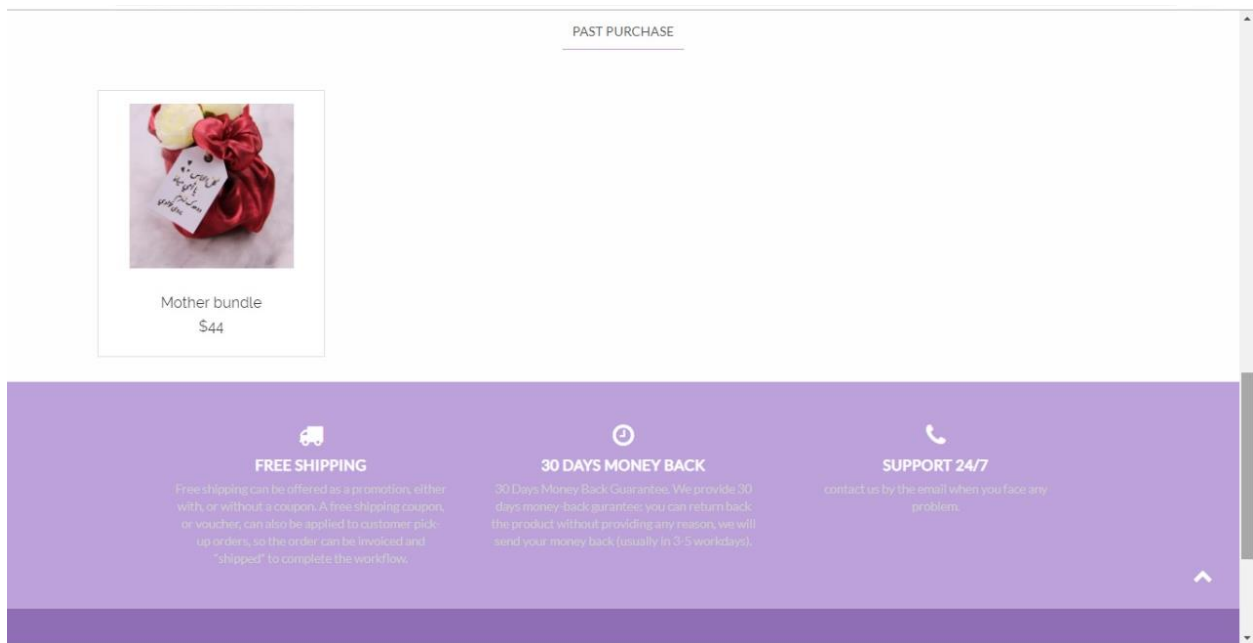 PAST PURCHASE
Mother bundle
$44
FREE SHIPPING
Free shipping can be offered as a promotion, either
with, or without a coupon. A free shipping coupon,
or voucher, can also be applied to customer pick-
up orders, so the order can be invoiced and
"shipped" to complete the workflow.
30 DAYS MONEY BACK
30 Days Money Back Guarantee. We provide 30
days money-back gurantee: you can return back
the product without providing any reason, we will
send your money back (usually in 3-5 workdays).
SUPPORT 24/7
contact us by the email when you face any
problem.